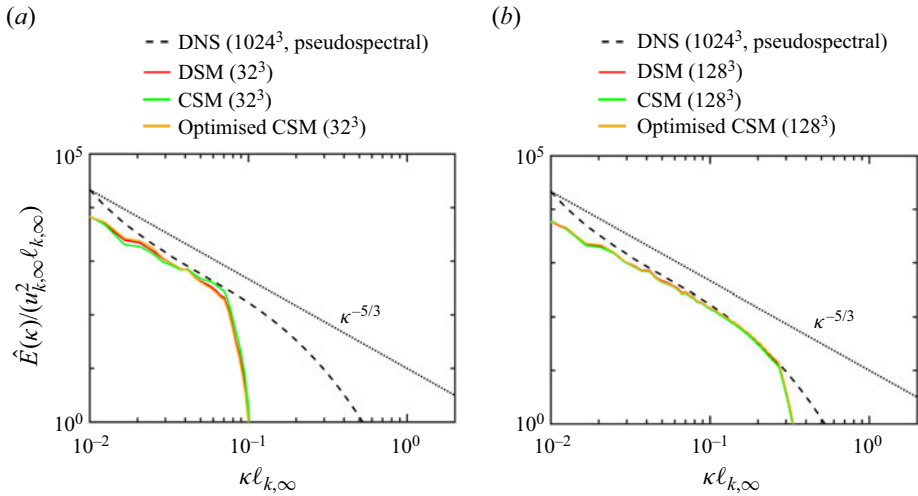 (a)
DNS (1024³, pseudospectral)
DSM (32³)
CSM (32³)
Optimised CSM (32³)
10⁵
Ê(κ)/(u²ₖ,∞ℓₖ,∞)
κ⁻⁵/³
10⁰
10⁻² 10⁻¹ 10⁰
κℓₖ,∞
(b)
DNS (1024³, pseudospectral)
DSM (128³)
CSM (128³)
Optimised CSM (128³)
10⁵
κ⁻⁵/³
10⁰
10⁻² 10⁻¹ 10⁰
κℓₖ,∞